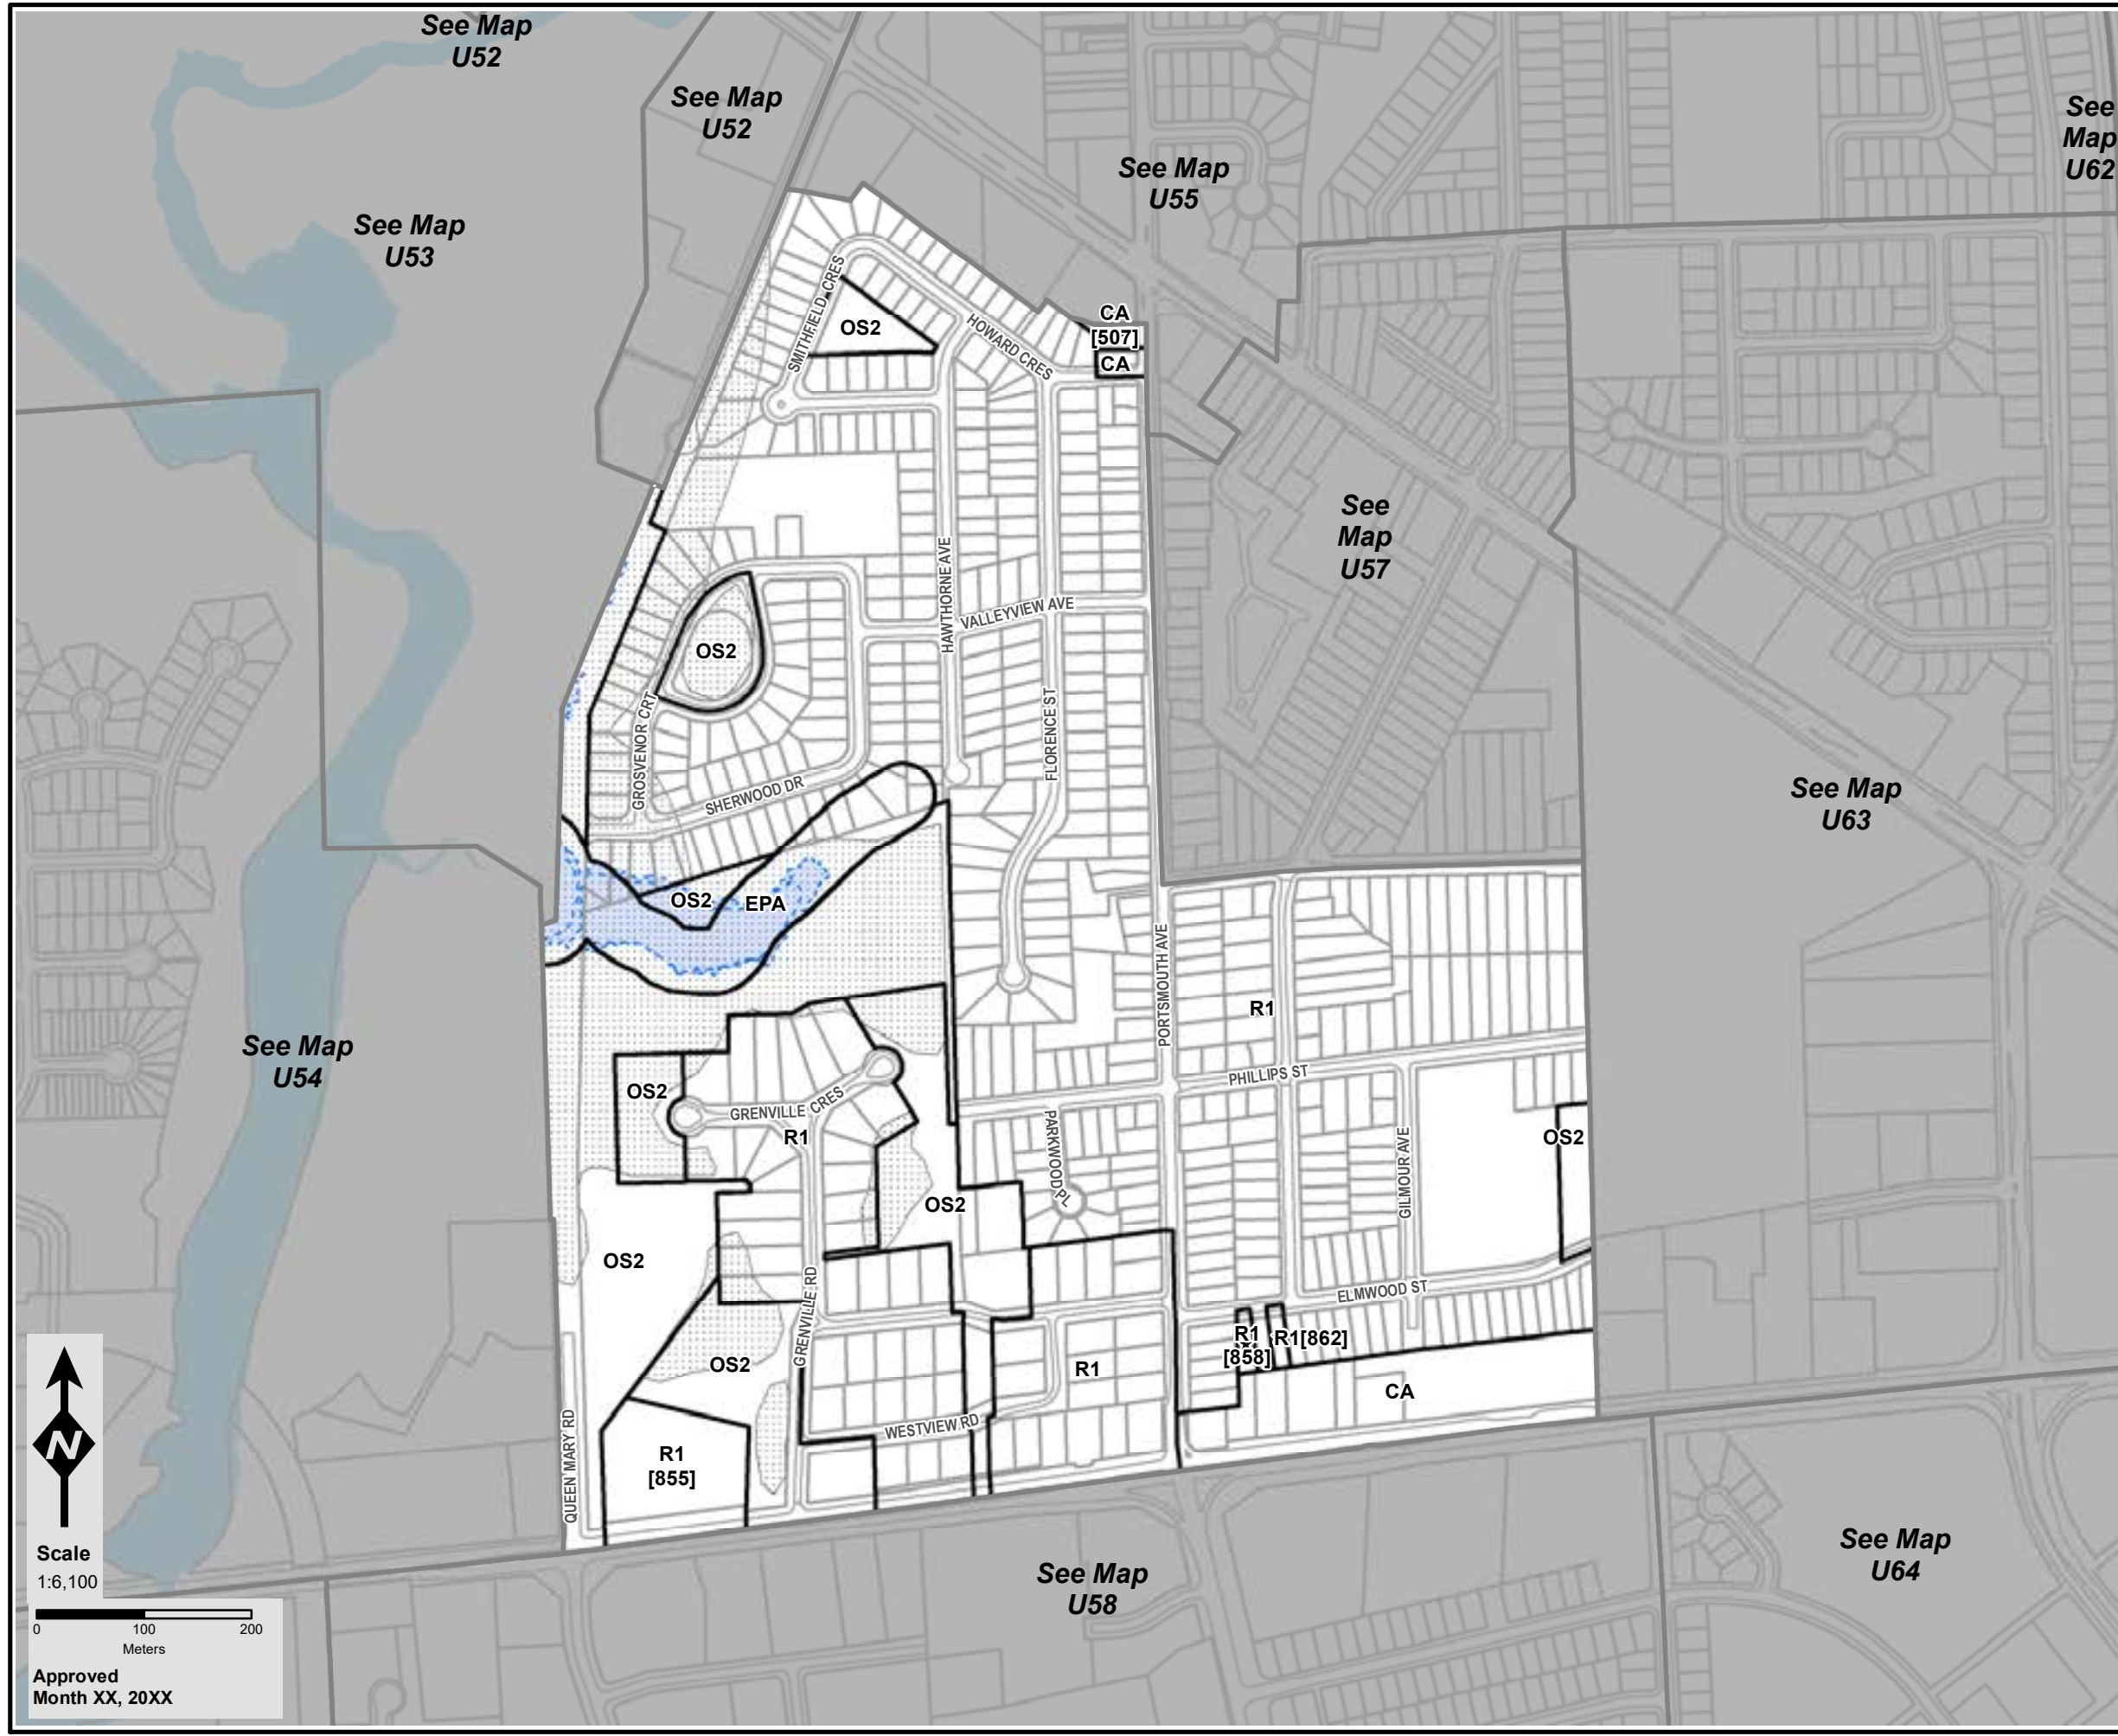 See Map
U52
See Map
U52
See
Map
U62
See Map
U55
See Map
U53
SMITHFIELD CRES
OS2
HOWARD CRES
CA
[507]
CA
See
Map
U57
HAWTHORNE AVE
VALLEYVIEW AVE
OS2
GROSVENOR CRT
FLORENCE ST
SHERWOOD DR
See Map
U63
OS2
EPA
PORTSMOUTH AVE
R1
See Map
U54
PHILLIPS ST
OS2
GRENVILLE CRES
R1
PARKWOOD PL
GILMOUR AVE
OS2
OS2
OS2
GRENVILLE RD
ELMWOOD ST
R1
[858]
R1[862]
OS2
R1
CA
WESTVIEW RD
QUEEN MARY RD
R1
[855]
See Map
U58
See Map
U64
N
Scale
1:6,100
0 100 200
Meters
Approved
Month XX, 20XX